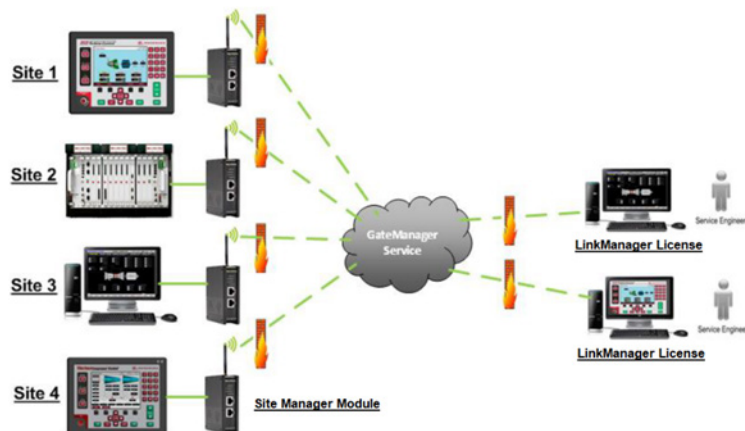 Site 1
Site 2
GateManager
Service
Service Engineer
LinkManager License
Site 3
Service Engineer
LinkManager License
Site 4
Site Manager Module